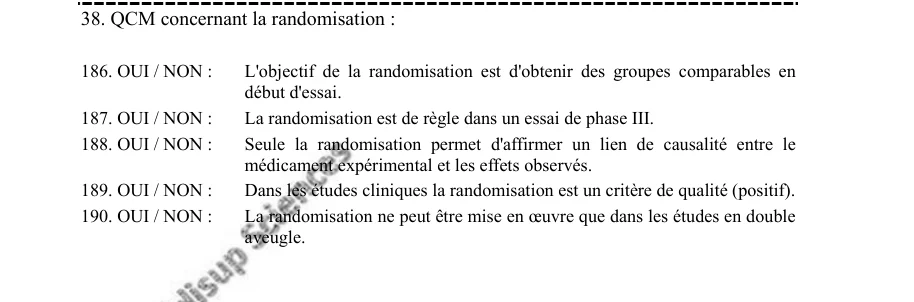 38. QCM concernant la randomisation :
186. OUI / NON : L'objectif de la randomisation est d'obtenir des groupes comparables en
début d'essai.
187. OUI / NON : La randomisation est de règle dans un essai de phase III.
188. OUI / NON : Seule la randomisation permet d'affirmer un lien de causalité entre le
médicament expérimental et les effets observés.
189. OUI / NON : Dans les études cliniques la randomisation est un critère de qualité (positif).
190. OUI / NON : La randomisation ne peut être mise en œuvre que dans les études en double
aveugle.
sciences